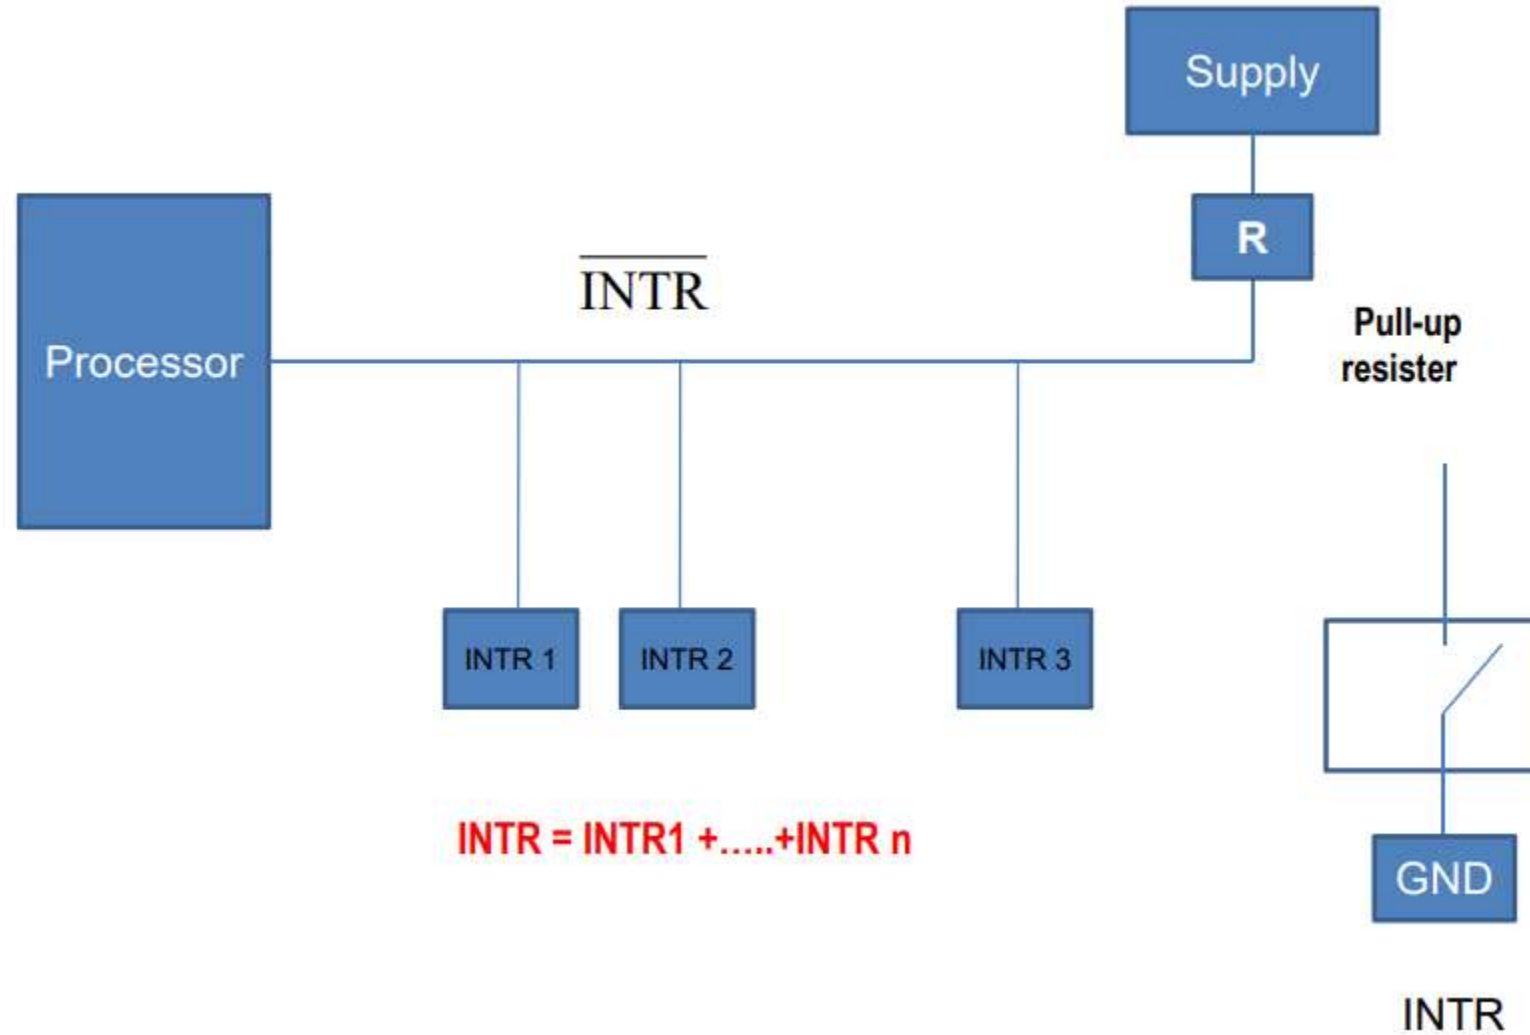 Supply
R
INTR
Pull-up
resister
Processor
INTR 1
INTR 2
INTR 3
INTR = INTR1 +.....+INTR n
GND
INTR